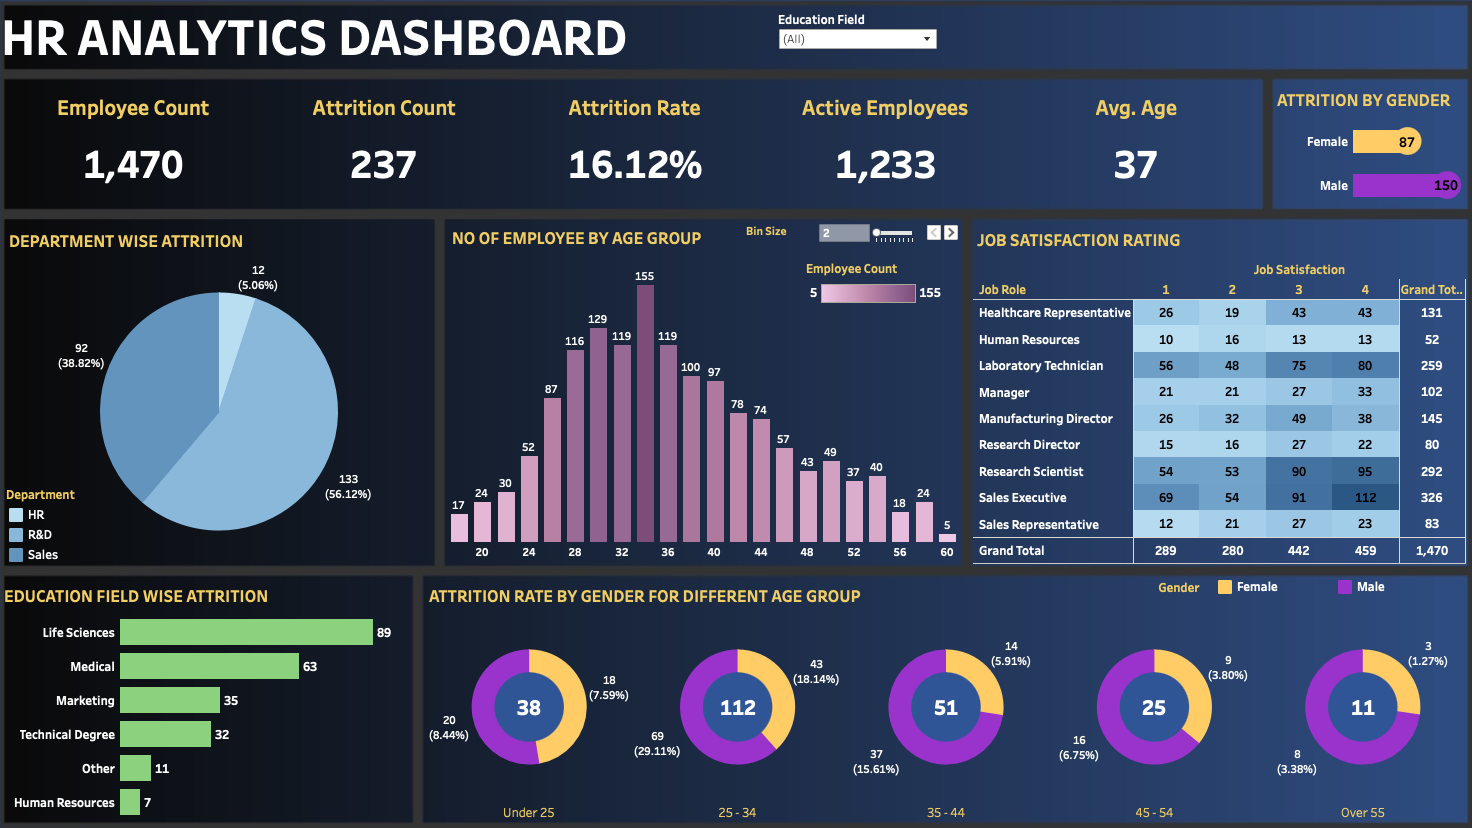 HR ANALYTICS DASHBOARD
Education Field
(All)
Employee Count
Attrition Count
Attrition Rate
Active Employees
Avg. Age
1,470
237
16.12%
1,233
37
ATTRITION BY GENDER
Female 87
Male 150
DEPARTMENT WISE ATTRITION
12
(5.06%)
92
(38.82%)
133
(56.12%)
Department
HR
R&D
Sales
NO OF EMPLOYEE BY AGE GROUP
Bin Size
2
Employee Count
5 155
17 24 30 52 87 116 129 119 155 119 100 97 78 74 57 43 49 37 40 18 24 5
20 24 28 32 36 40 44 48 52 56 60
JOB SATISFACTION RATING
Job Satisfaction
Job Role 1 2 3 4 Grand Tot..
Healthcare Representative 26 19 43 43 131
Human Resources 10 16 13 13 52
Laboratory Technician 56 48 75 80 259
Manager 21 21 27 33 102
Manufacturing Director 26 32 49 38 145
Research Director 15 16 27 22 80
Research Scientist 54 53 90 95 292
Sales Executive 69 54 91 112 326
Sales Representative 12 21 27 23 83
Grand Total 289 280 442 459 1,470
EDUCATION FIELD WISE ATTRITION
Life Sciences 89
Medical 63
Marketing 35
Technical Degree 32
Other 11
Human Resources 7
ATTRITION RATE BY GENDER FOR DIFFERENT AGE GROUP
Gender Female Male
18
(7.59%)
38
20
(8.44%)
Under 25
43
(18.14%)
112
69
(29.11%)
25 - 34
14
(5.91%)
51
37
(15.61%)
35 - 44
9
(3.80%)
25
16
(6.75%)
45 - 54
3
(1.27%)
11
8
(3.38%)
Over 55